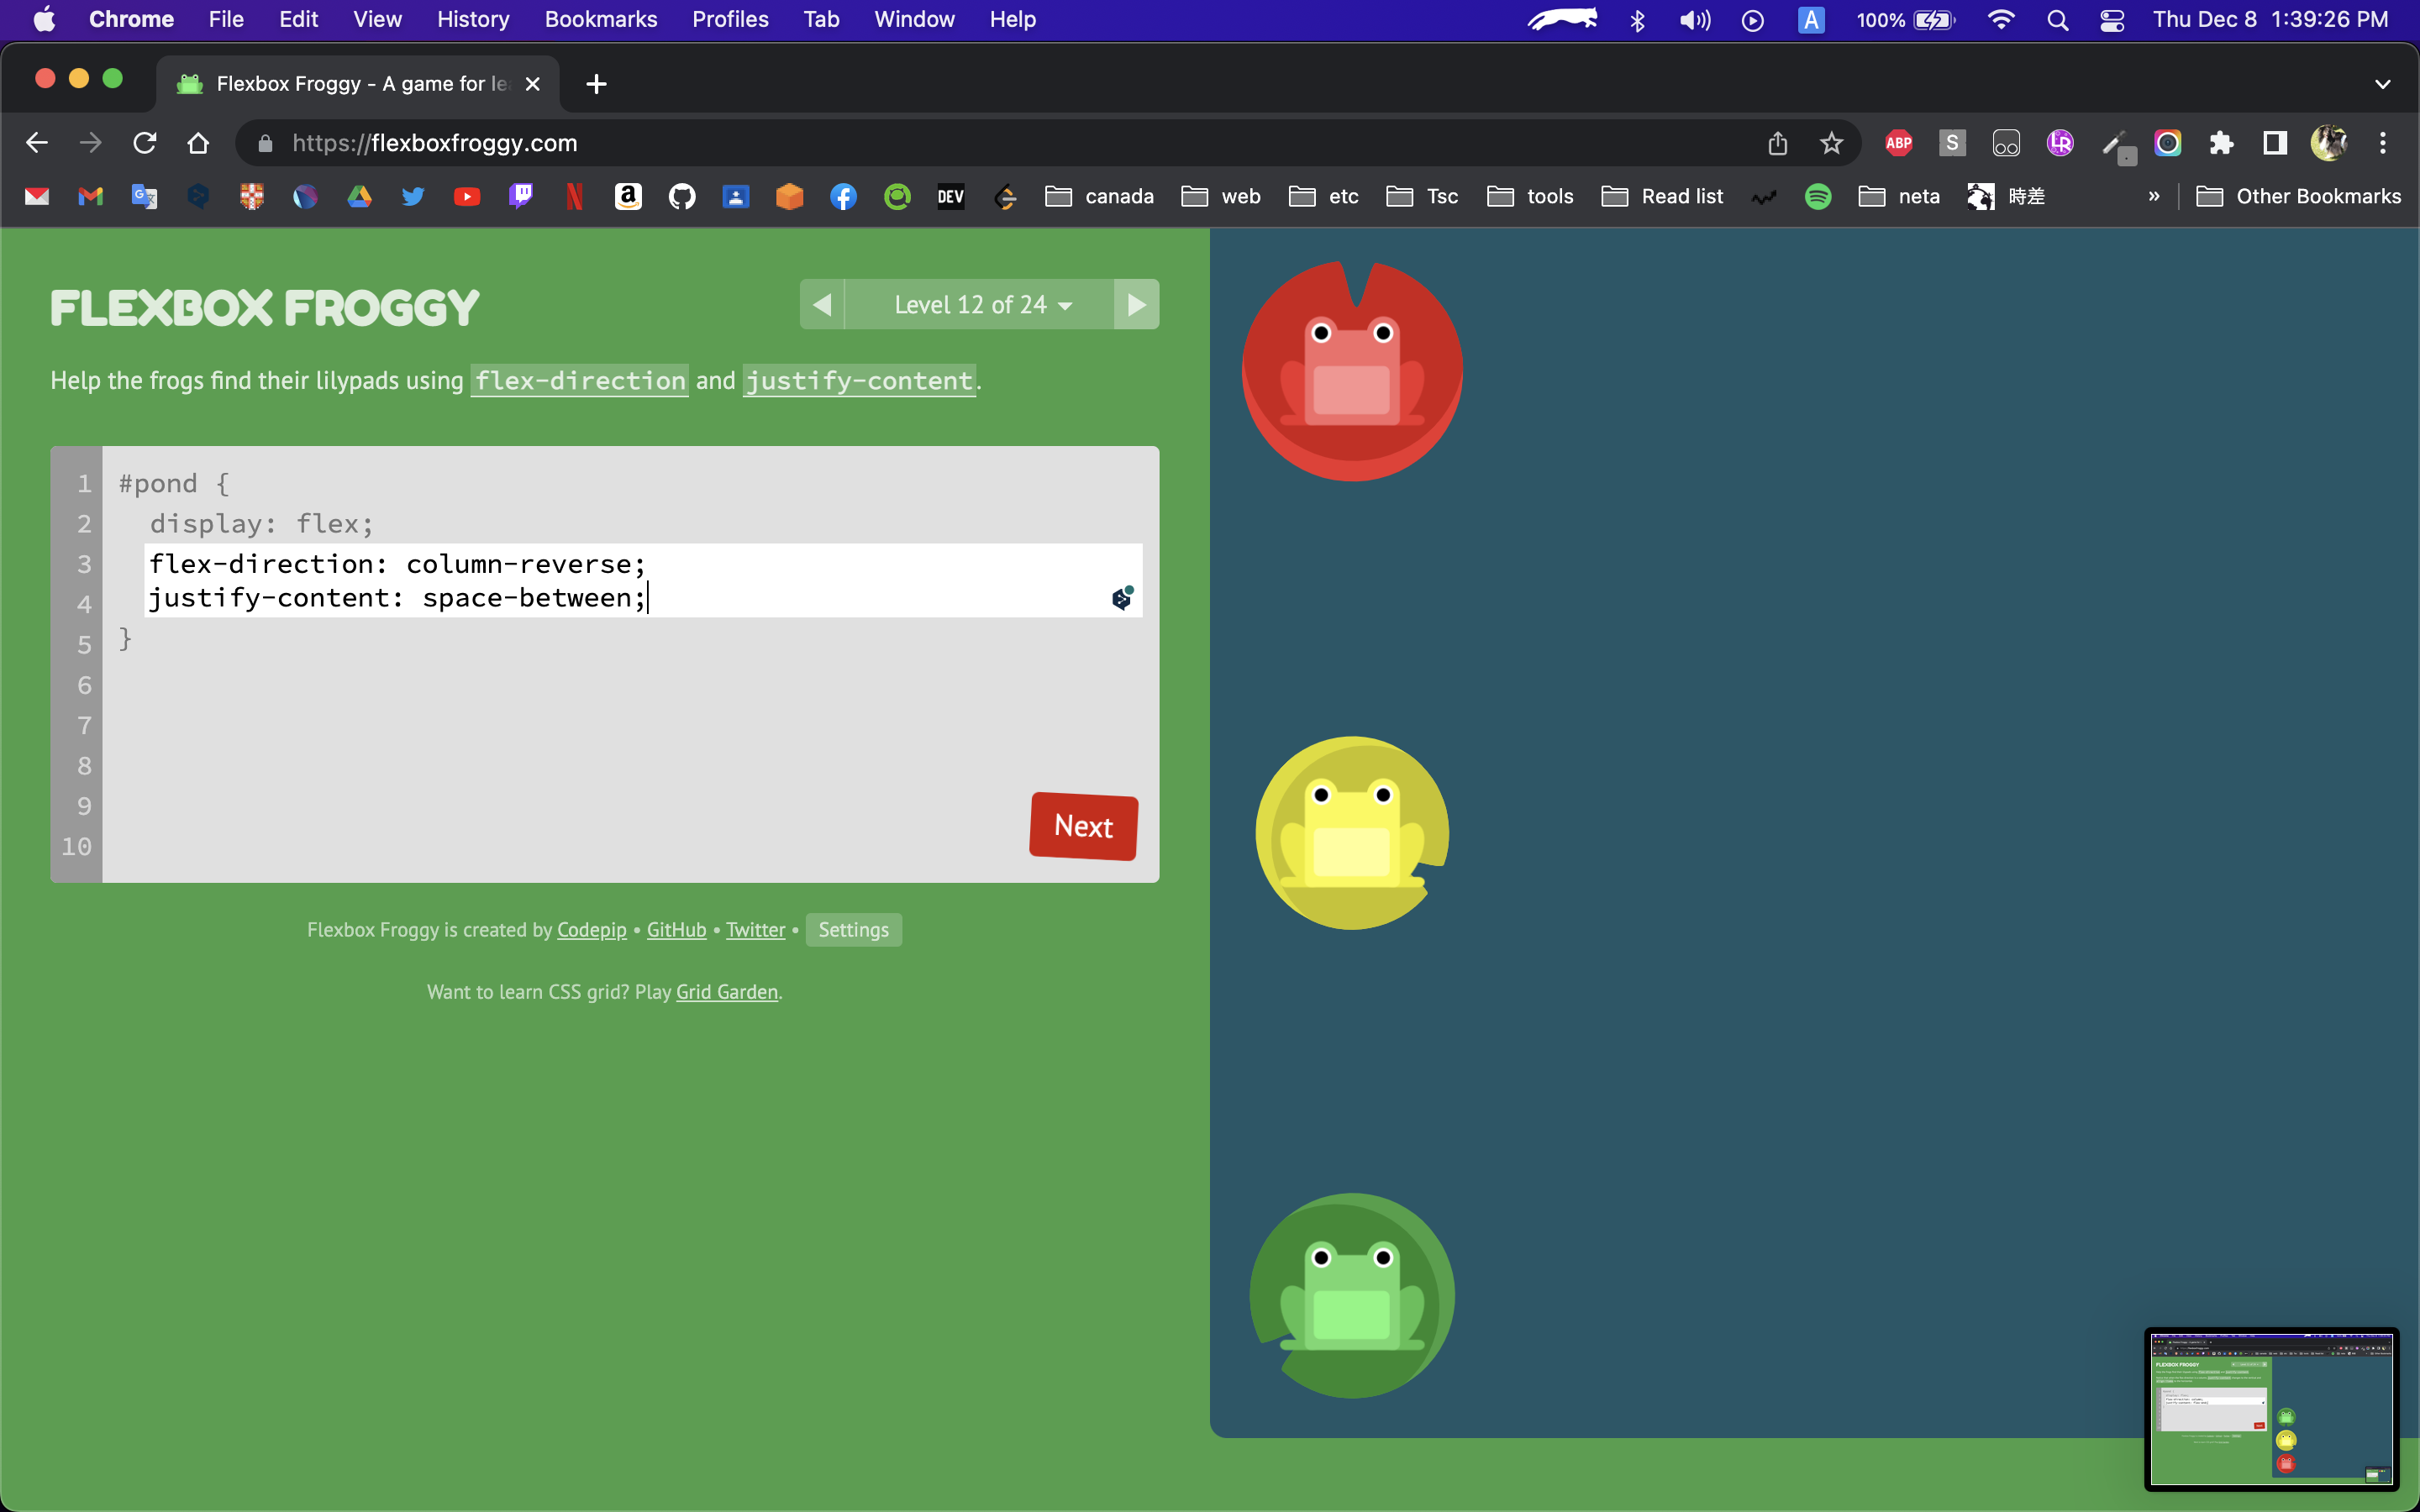 Chrome File Edit View History Bookmarks Profiles Tab Window Help A 100% Thu Dec 8 1:39:26 PM
Flexbox Froggy - A game for le
https://flexboxfroggy.com ABP S LR
DEV canada web etc Tsc tools Read list neta 時差 » Other Bookmarks
FLEXBOX FROGGY
Level 12 of 24
Help the frogs find their lilypads using flex-direction and justify-content.
1 #pond {
2 display: flex;
3 flex-direction: column-reverse;
4 justify-content: space-between;
5 }
6
7
8
9
10
Next
Flexbox Froggy is created by Codepip • GitHub • Twitter • Settings
Want to learn CSS grid? Play Grid Garden.